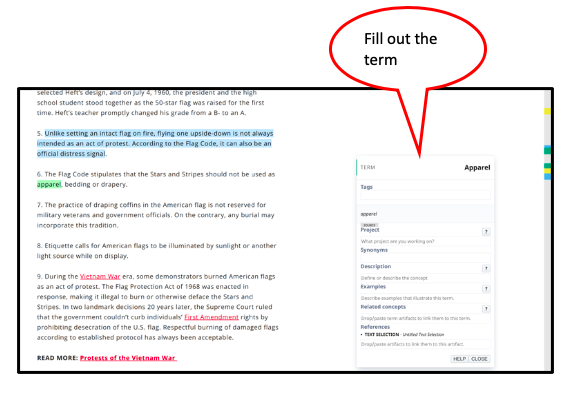 Fill out the
term
selected Heft's design, and on July 4, 1960, the president and the high
school student stood together as the 50-star flag was raised for the first
time. Heft's teacher promptly changed his grade from a B- to an A.
5. Unlike setting an intact flag on fire, flying one upside-down is not always
intended as an act of protest. According to the Flag Code, it can also be an
official distress signal.
6. The Flag Code stipulates that the Stars and Stripes should not be used as
apparel, bedding or drapery.
7. The practice of draping coffins in the American flag is not reserved for
military veterans and government officials. On the contrary, any burial may
incorporate this tradition.
8. Etiquette calls for American flags to be illuminated by sunlight or another
light source while on display.
9. During the Vietnam War era, some demonstrators burned American flags
as an act of protest. The Flag Protection Act of 1968 was enacted in
response, making it illegal to burn or otherwise deface the Stars and
Stripes. In two landmark decisions 20 years later, the Supreme Court ruled
that the government couldn't curb individuals' First Amendment rights by
prohibiting desecration of the U.S. flag. Respectful burning of damaged flags
according to established protocol has always been acceptable.
READ MORE: Protests of the Vietnam War
TERM Apparel
Tags
apparel
SOURCE
Project ?
What project are you working on?
Synonyms
Description ?
Define or describe the concept.
Examples ?
Describe examples that illustrate this term.
Related concepts ?
Drop/paste term artifacts to link them to this term.
References
• TEXT SELECTION - Untitled Text Selection
Drop/paste artifacts to link them to this artifact.
HELP CLOSE